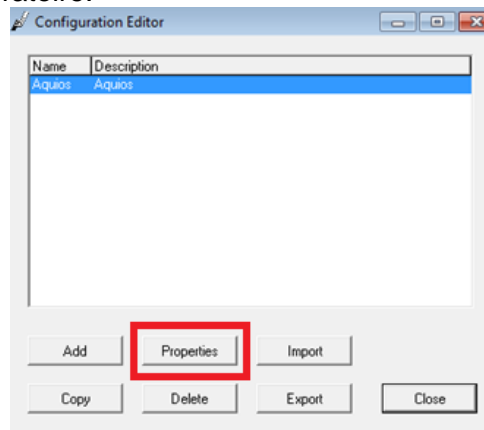 Configuration Editor
Name Description
Aquios Aquios
Add Properties Import
Copy Delete Export Close